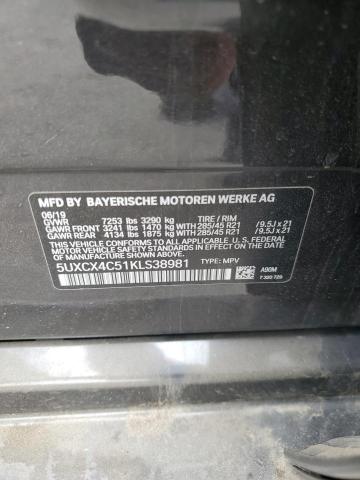 MFD BY BAYERISCHE MOTOREN WERKE AG
06/19 TIRE / RIM
GVWR 7253 lbs 3290 kg
GAWR FRONT 3241 lbs 1470 kg WITH 285/45 R21 /9.5J x 21
GAWR REAR 4134 lbs 1875 kg WITH 285/45 R21 /9.5J x 21
THIS VEHICLE CONFORMS TO ALL APPLICABLE FEDERAL MOTOR VEHICLE SAFETY STANDARDS
IN EFFECT ON THE DATE OF MANUFACTURE SHOWN ABOVE.
5UXCX4C51KLS38981 TYPE: MPV
A90M